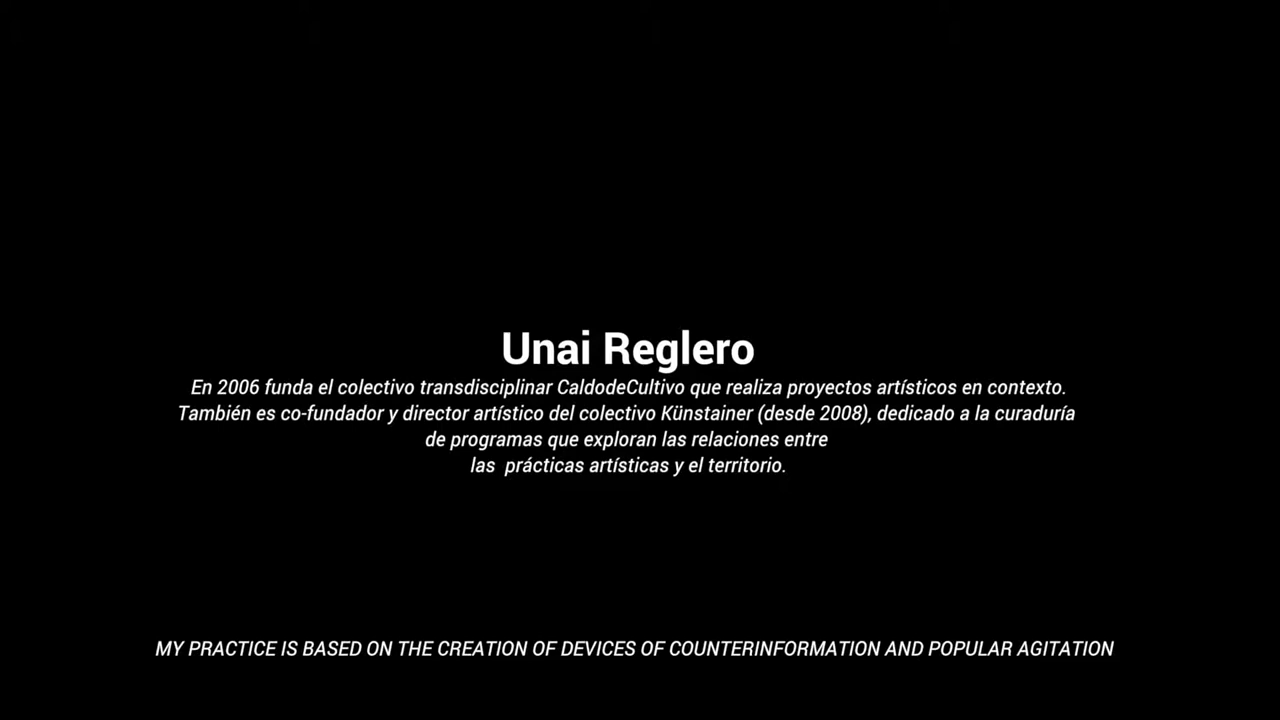 Unai Reglero
En 2006 funda el colectivo transdisciplinar CaldodeCultivo que realiza proyectos artísticos en contexto.
También es co-fundador y director artístico del colectivo Künstainer (desde 2008), dedicado a la curaduría
de programas que exploran las relaciones entre
las prácticas artísticas y el territorio.
MY PRACTICE IS BASED ON THE CREATION OF DEVICES OF COUNTERINFORMATION AND POPULAR AGITATION